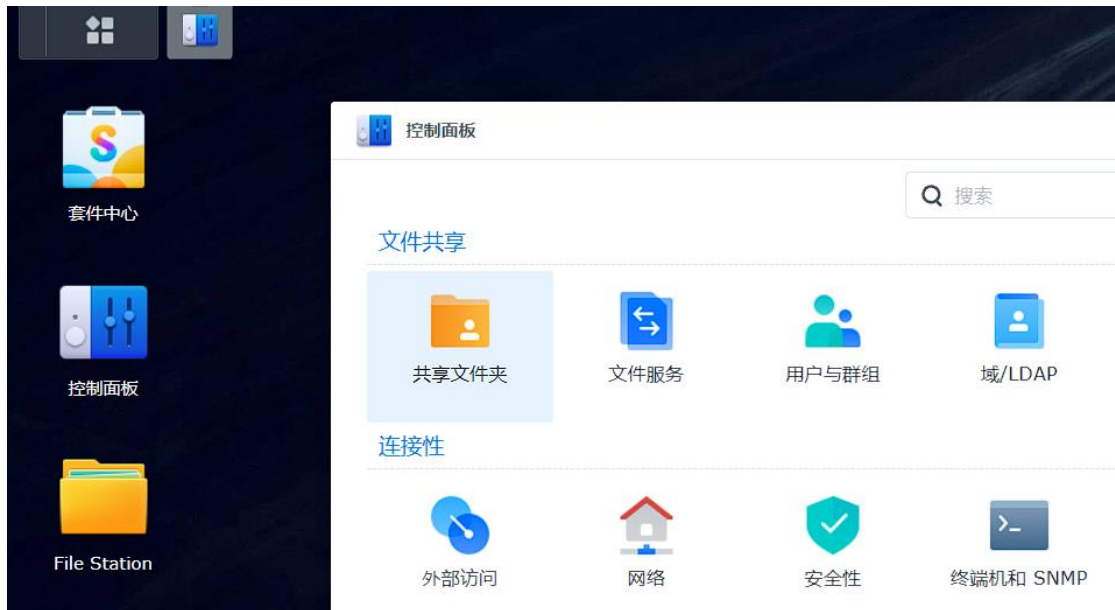 套件中心
控制面板
File Station
控制面板
搜索
文件共享
共享文件夹
文件服务
用户与群组
域/LDAP
连接性
外部访问
网络
安全性
终端机和 SNMP